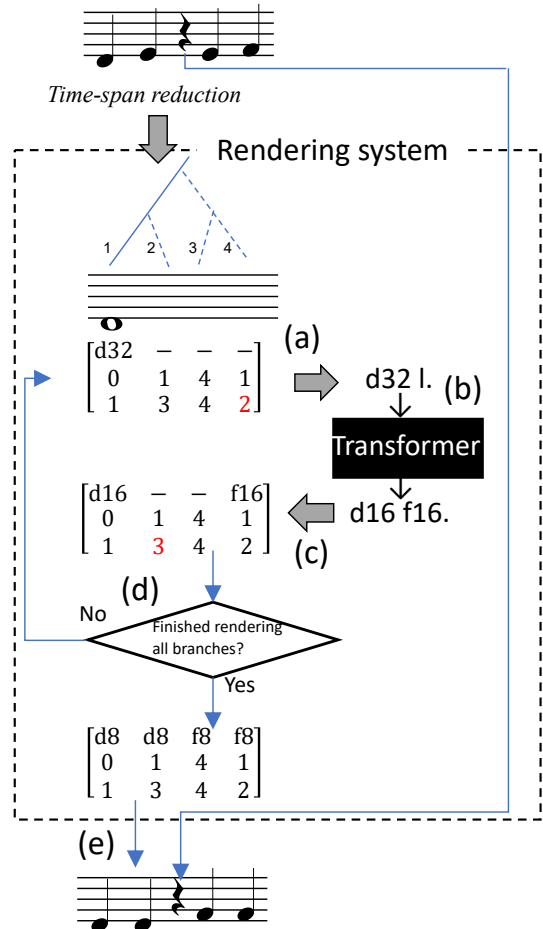 Time-span reduction
Rendering system
1 2 3 4
(a)
d32 – – –
0 1 4 1
1 3 4 2
d32 l.
(b)
Transformer
d16 f16.
(c)
d16 – – f16
0 1 4 1
1 3 4 2
(d)
No
Finished rendering
all branches?
Yes
d8 d8 f8 f8
0 1 4 1
1 3 4 2
(e)